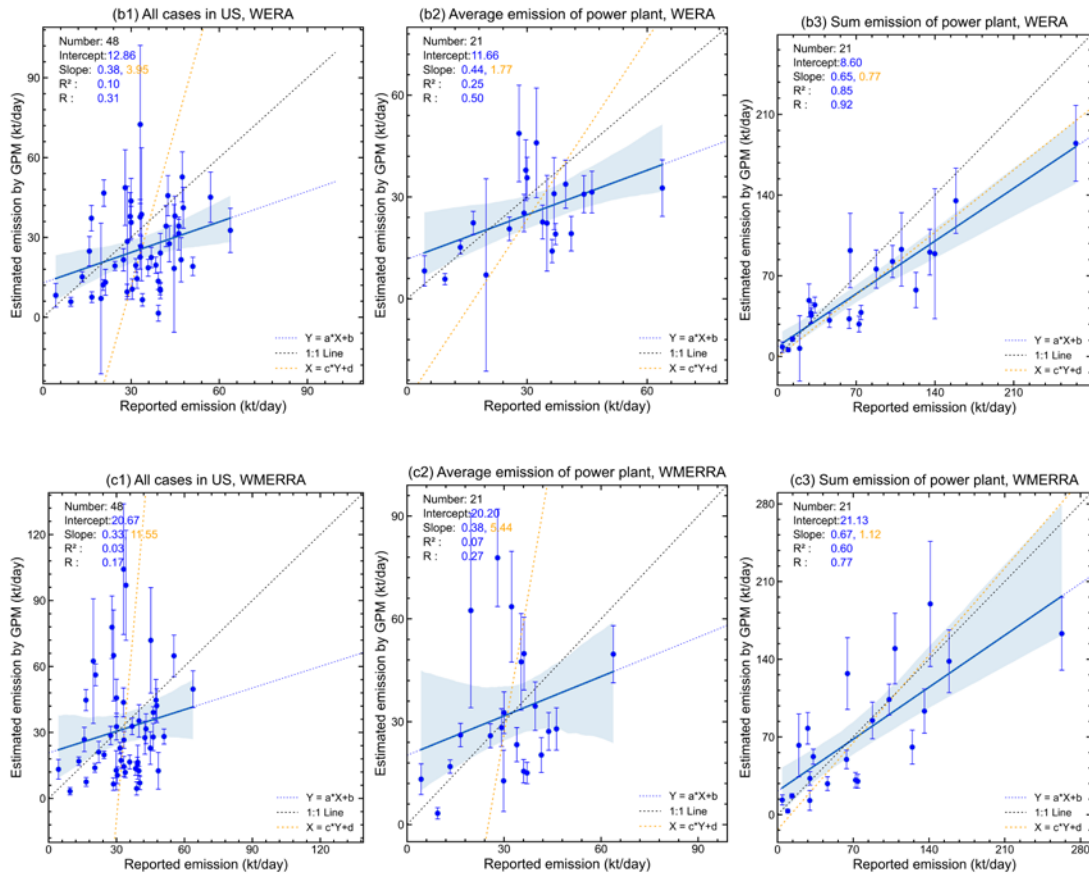 (b1) All cases in US, WERA
Number: 48
Intercept:12.86
Slope: 0.38, 3.95
R² : 0.10
R : 0.31
90
60
30
0
0 30 60 90
Estimated emission by GPM (kt/day)
Reported emission (kt/day)
Y = a*X+b
1:1 Line
X = c*Y+d
(b2) Average emission of power plant, WERA
Number: 21
Intercept:11.66
Slope: 0.44, 1.77
R² : 0.25
R : 0.50
60
30
0
0 30 60
Estimated emission by GPM (kt/day)
Reported emission (kt/day)
Y = a*X+b
1:1 Line
X = c*Y+d
(b3) Sum emission of power plant, WERA
Number: 21
Intercept:8.60
Slope: 0.65, 0.77
R² : 0.85
R : 0.92
210
140
70
0
0 70 140 210
Estimated emission by GPM (kt/day)
Reported emission (kt/day)
Y = a*X+b
1:1 Line
X = c*Y+d
(c1) All cases in US, WMERRA
Number: 48
Intercept:20.67
Slope: 0.33, 11.55
R² : 0.03
R : 0.17
120
90
60
30
0
0 30 60 90 120
Estimated emission by GPM (kt/day)
Reported emission (kt/day)
Y = a*X+b
1:1 Line
X = c*Y+d
(c2) Average emission of power plant, WMERRA
Number: 21
Intercept:20.20
Slope: 0.38, 5.44
R² : 0.07
R : 0.27
90
60
30
0
0 30 60 90
Estimated emission by GPM (kt/day)
Reported emission (kt/day)
Y = a*X+b
1:1 Line
X = c*Y+d
(c3) Sum emission of power plant, WMERRA
Number: 21
Intercept:21.13
Slope: 0.67, 1.12
R² : 0.60
R : 0.77
280
210
140
70
0
0 70 140 210 280
Estimated emission by GPM (kt/day)
Reported emission (kt/day)
Y = a*X+b
1:1 Line
X = c*Y+d